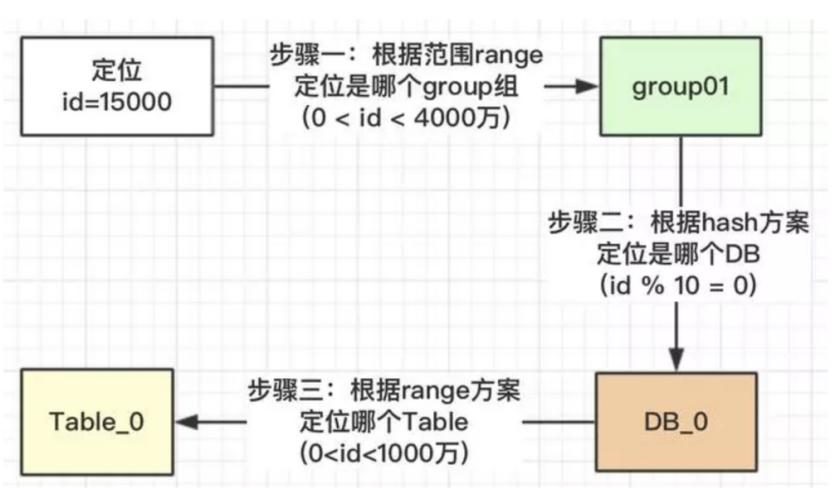 定位
id=15000
步骤一：根据范围range
定位是哪个group组
(0 < id < 4000万)
group01
步骤二：根据hash方案
定位是哪个DB
(id % 10 = 0)
DB_0
步骤三：根据range方案
定位哪个Table
(0<id<1000万)
Table_0